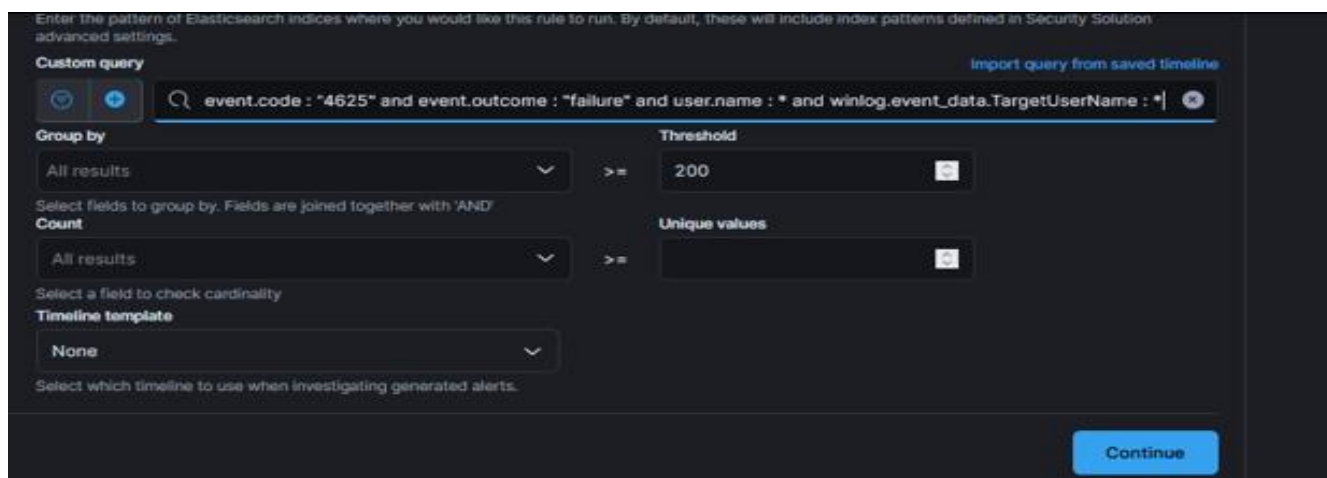 Enter the pattern of Elasticsearch indices where you would like this rule to run. By default, these will include index patterns defined in Security Solution
advanced settings.
Custom query
Import query from saved timeline
event.code : "4625" and event.outcome : "failure" and user.name : * and winlog.event_data.TargetUserName : *
Group by
Threshold
All results
>=
200
Select fields to group by. Fields are joined together with 'AND'
Count
Unique values
All results
>=
Select a field to check cardinality
Timeline template
None
Select which timeline to use when investigating generated alerts.
Continue